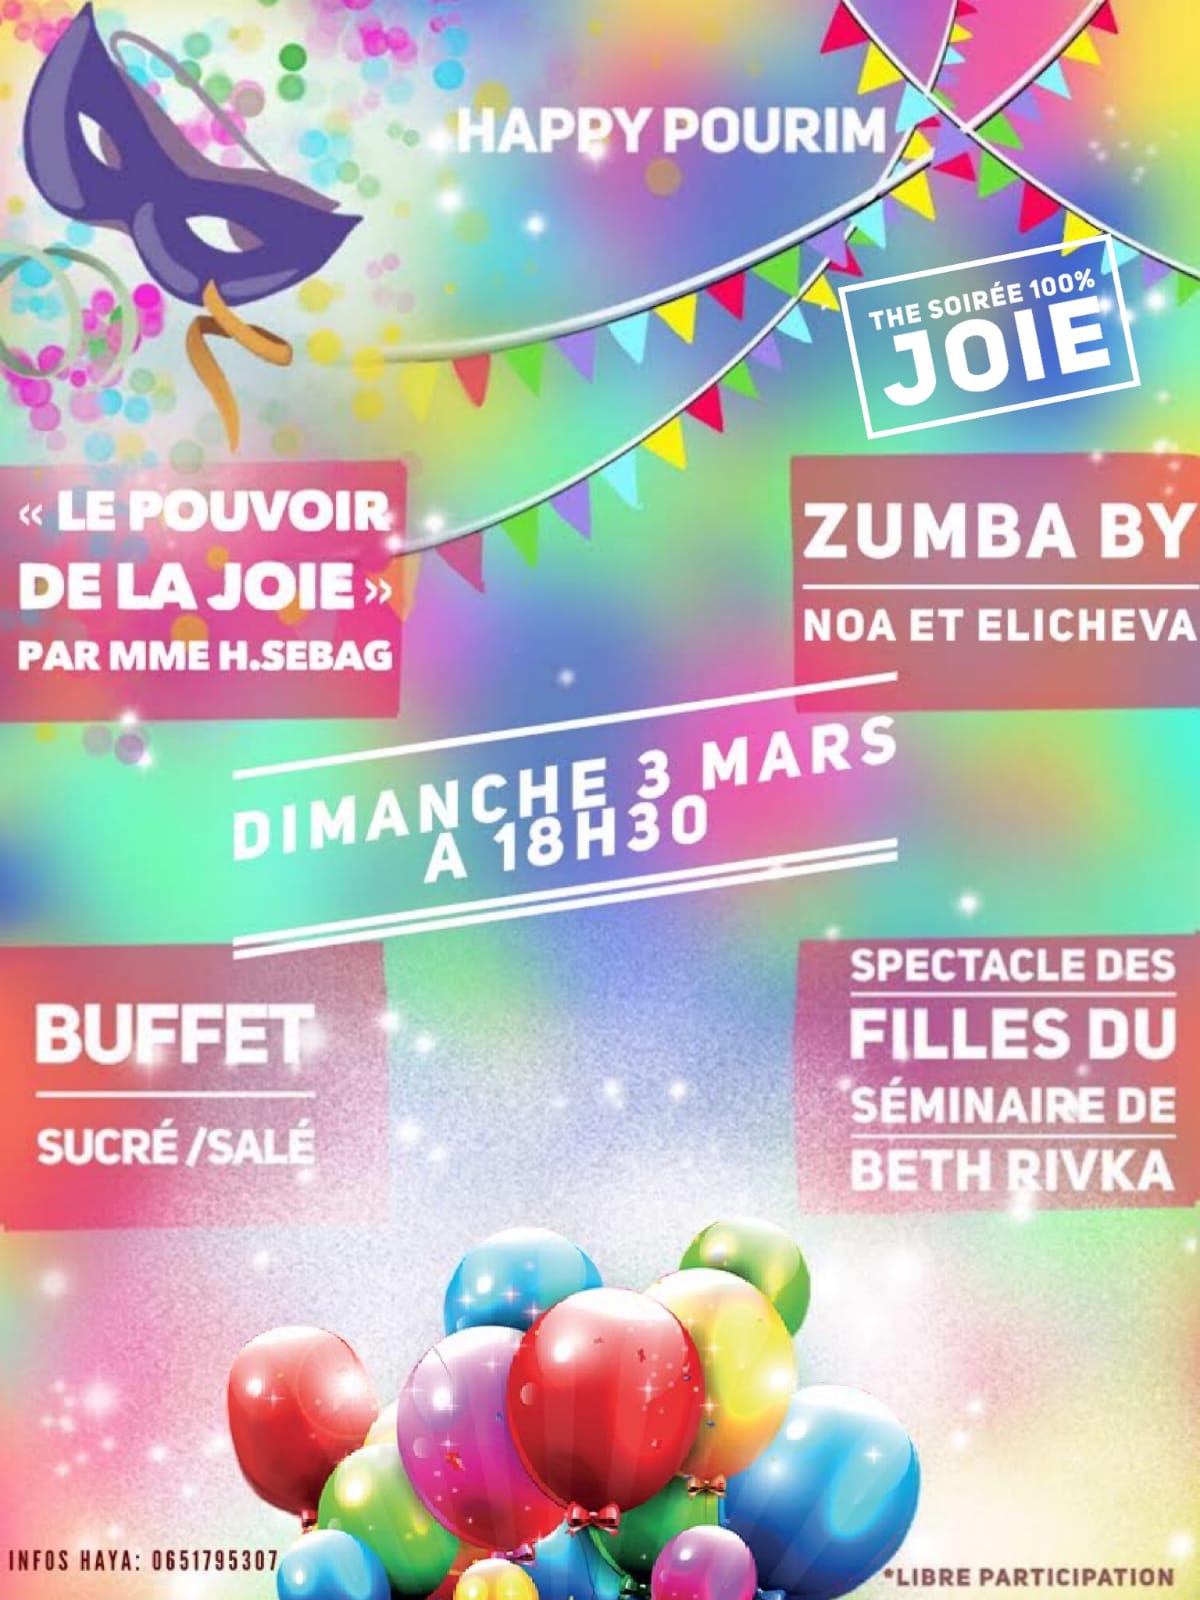 HAPPY POURIM
THE SOIRÉE 100%
JOIE
« LE POUVOIR
DE LA JOIE »
PAR MME H.SEBAG
ZUMBA BY
NOA ET ELICHEVA
DIMANCHE 3 MARS
A 18H30
BUFFET
SUCRÉ /SALÉ
SPECTACLE DES
FILLES DU
SÉMINAIRE DE
BETH RIVKA
INFOS HAYA: 0651795307
*LIBRE PARTICIPATION